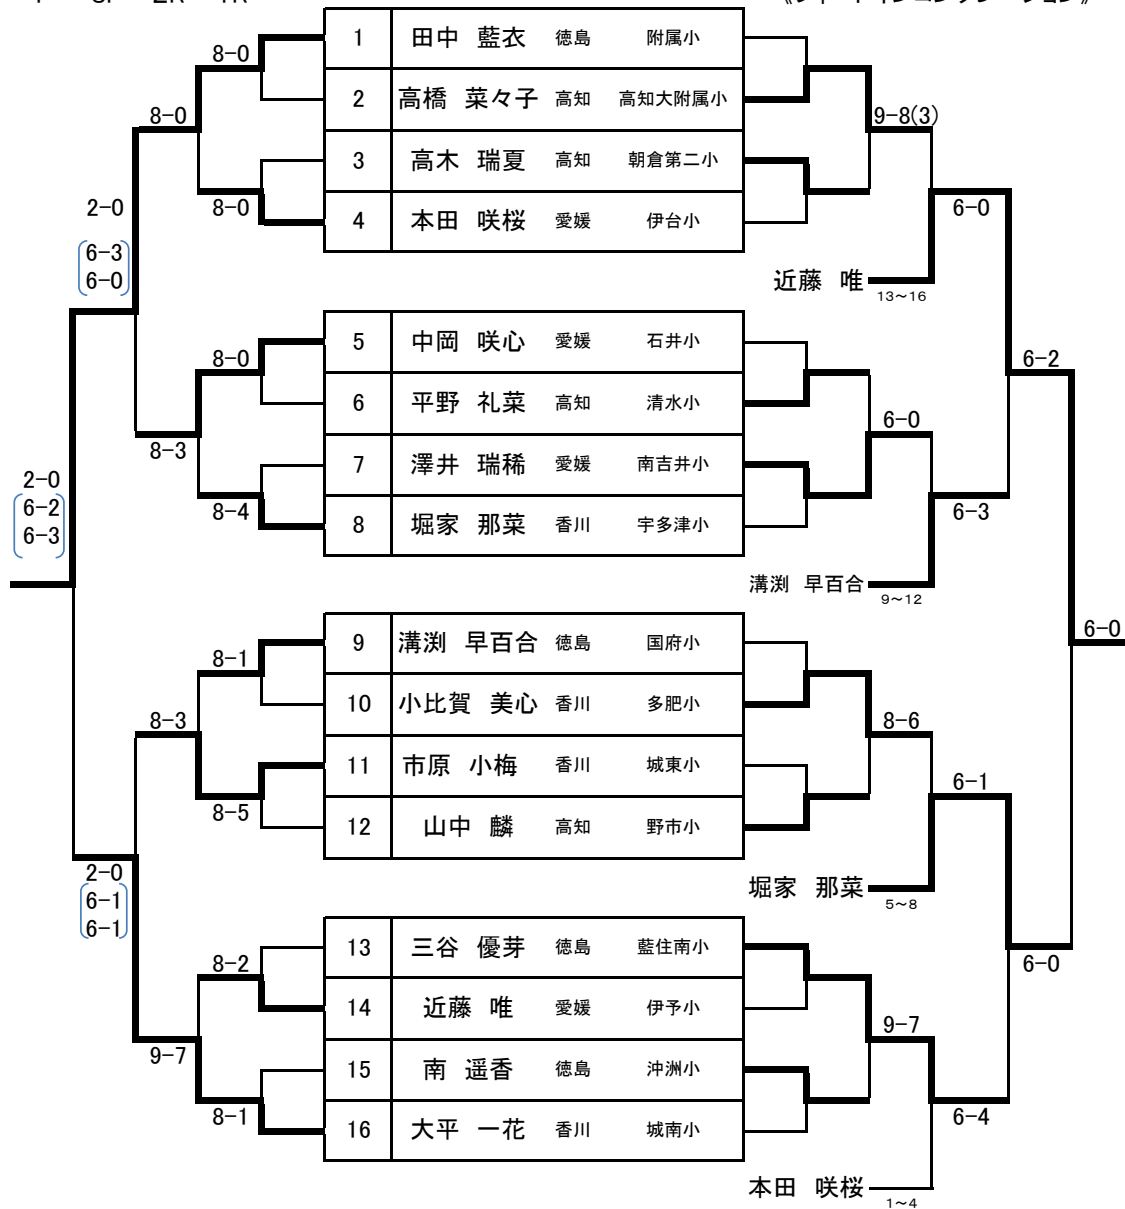 8-0
1 田中 藍衣 徳島 附属小
2 高橋 菜々子 高知 高知大附属小
8-0
9-8(3)
3 高木 瑞夏 高知 朝倉第二小
2-0
8-0
6-0
4 本田 咲桜 愛媛 伊台小
6-3
6-0
近藤 唯
13~16
5 中岡 咲心 愛媛 石井小
8-0
6-2
6 平野 礼菜 高知 清水小
6-0
8-3
7 澤井 瑞稀 愛媛 南吉井小
2-0
6-2
6-3
8-4
6-3
8 堀家 那菜 香川 宇多津小
溝渕 早百合
9~12
6-0
9 溝渕 早百合 徳島 国府小
8-1
10 小比賀 美心 香川 多肥小
8-3
8-6
11 市原 小梅 香川 城東小
6-1
8-5
12 山中 麟 高知 野市小
2-0
6-1
6-1
堀家 那菜
5~8
13 三谷 優芽 徳島 藍住南小
8-2
6-0
14 近藤 唯 愛媛 伊予小
9-7
9-7
15 南 遥香 徳島 沖洲小
8-1
6-4
16 大平 一花 香川 城南小
本田 咲桜
1~4